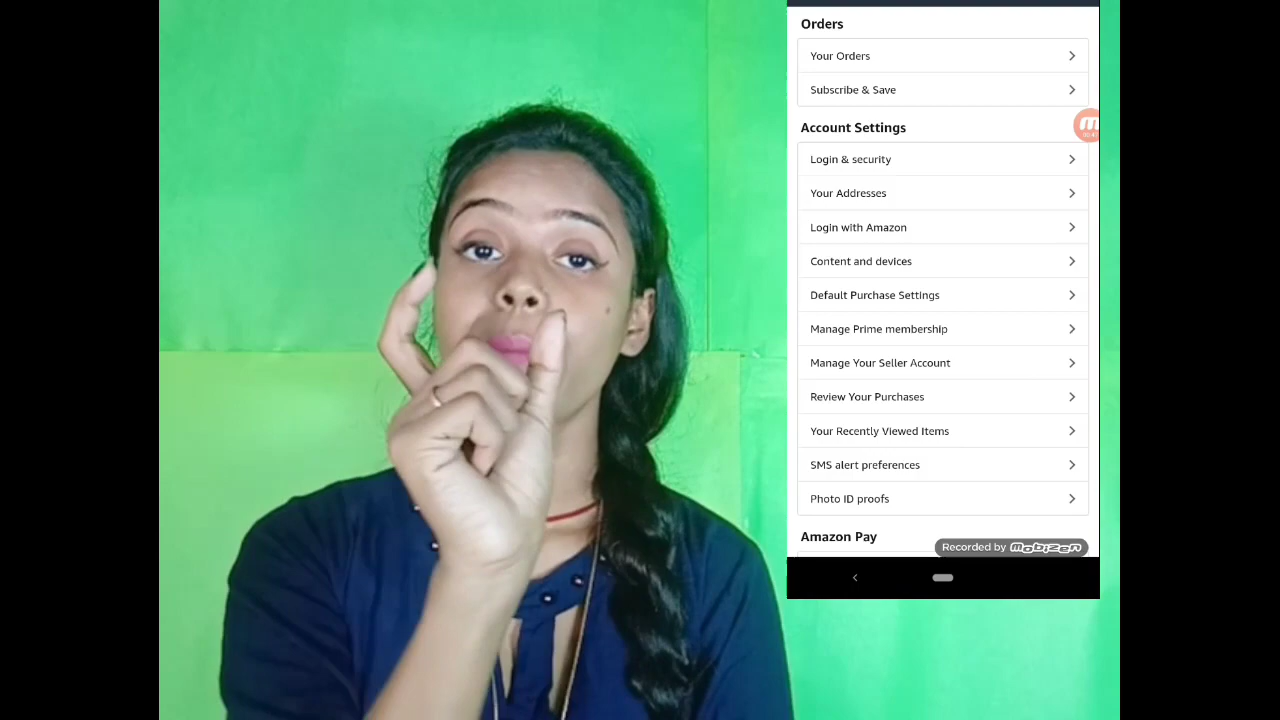 Orders
Your Orders
Subscribe & Save
Account Settings
Login & security
Your Addresses
Login with Amazon
Content and devices
Default Purchase Settings
Manage Prime membership
Manage Your Seller Account
Review Your Purchases
Your Recently Viewed Items
SMS alert preferences
Photo ID proofs
Amazon Pay
Recorded by mobizen